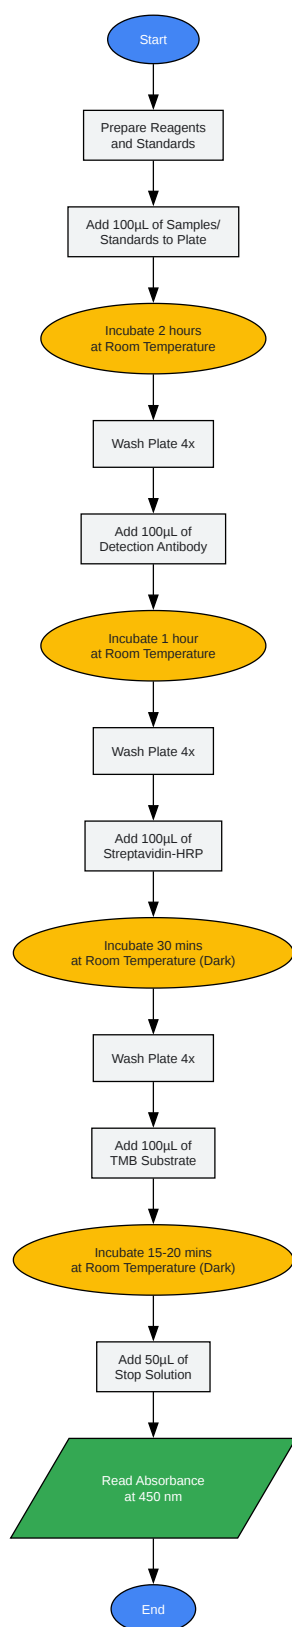 Start
Prepare Reagents
and Standards
Add 100µL of Samples/
Standards to Plate
Incubate 2 hours
at Room Temperature
Wash Plate 4x
Add 100µL of
Detection Antibody
Incubate 1 hour
at Room Temperature
Wash Plate 4x
Add 100µL of
Streptavidin-HRP
Incubate 30 mins
at Room Temperature (Dark)
Wash Plate 4x
Add 100µL of
TMB Substrate
Incubate 15-20 mins
at Room Temperature (Dark)
Add 50µL of
Stop Solution
Read Absorbance
at 450 nm
End